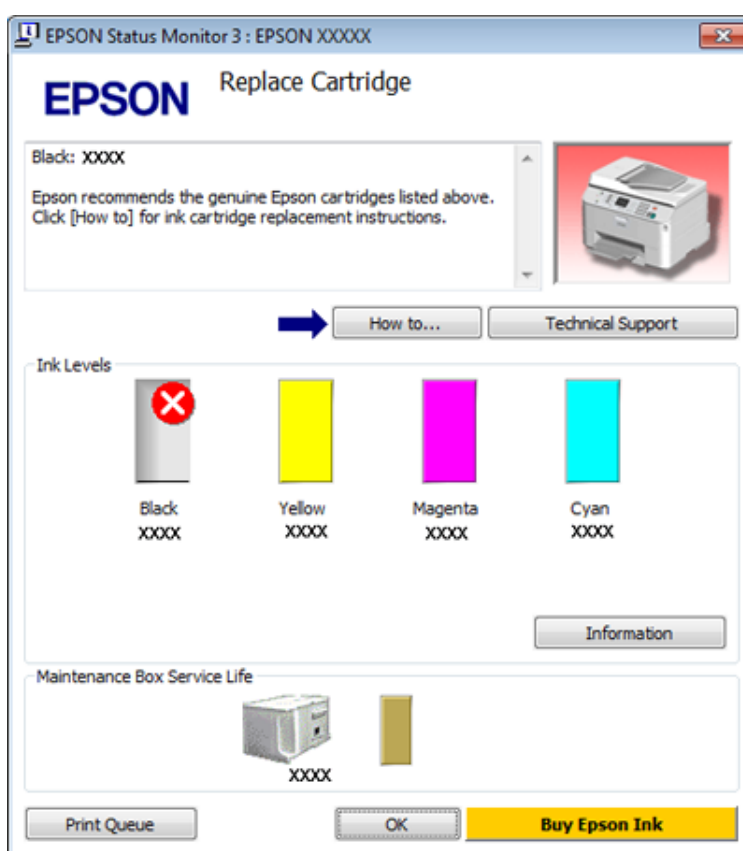 EPSON Status Monitor 3 : EPSON XXXXX
EPSON
Replace Cartridge
Black: XXXX
Epson recommends the genuine Epson cartridges listed above.
Click [How to] for ink cartridge replacement instructions.
How to...
Technical Support
Ink Levels
Black
Yellow
Magenta
Cyan
XXXX
XXXX
XXXX
XXXX
Information
Maintenance Box Service Life
XXXX
Print Queue
OK
Buy Epson Ink